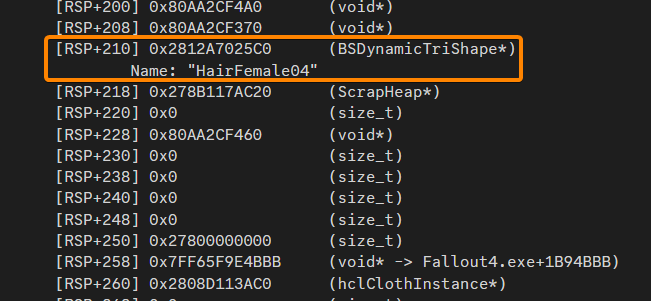 [RSP+200] 0x80AA2CF4A0 (void*)
[RSP+208] 0x80AA2CF370 (void*)
[RSP+210] 0x2812A7025C0 (BSDynamicTriShape*)
Name: "HairFemale04"
[RSP+218] 0x278B117AC20 (ScrapHeap*)
[RSP+220] 0x0 (size_t)
[RSP+228] 0x80AA2CF460 (void*)
[RSP+230] 0x0 (size_t)
[RSP+238] 0x0 (size_t)
[RSP+240] 0x0 (size_t)
[RSP+248] 0x0 (size_t)
[RSP+250] 0x27800000000 (size_t)
[RSP+258] 0x7FF65F9E4BBB (void* -> Fallout4.exe+1B94BBB)
[RSP+260] 0x2808D113AC0 (hclClothInstance*)